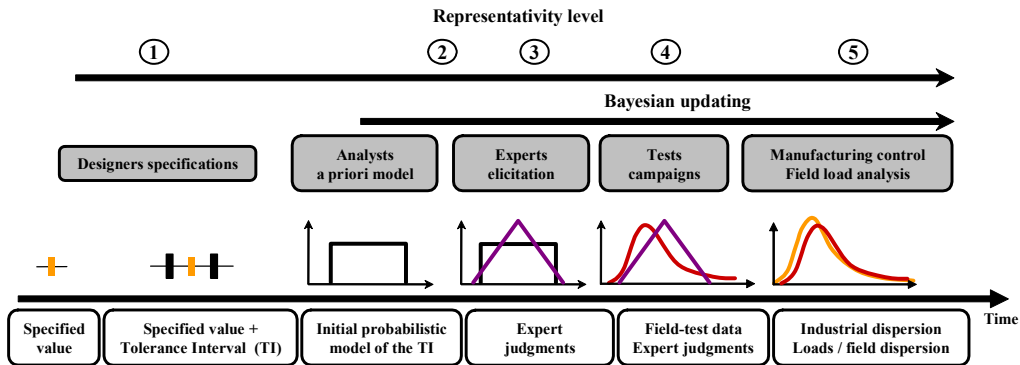 Representativity level
1 2 3 4 5
Bayesian updating
Designers specifications
Analysts
a priori model
Experts
elicitation
Tests
campaigns
Manufacturing control
Field load analysis
Time
Specified
value
Specified value +
Tolerance Interval (TI)
Initial probabilistic
model of the TI
Expert
judgments
Field-test data
Expert judgments
Industrial dispersion
Loads / field dispersion